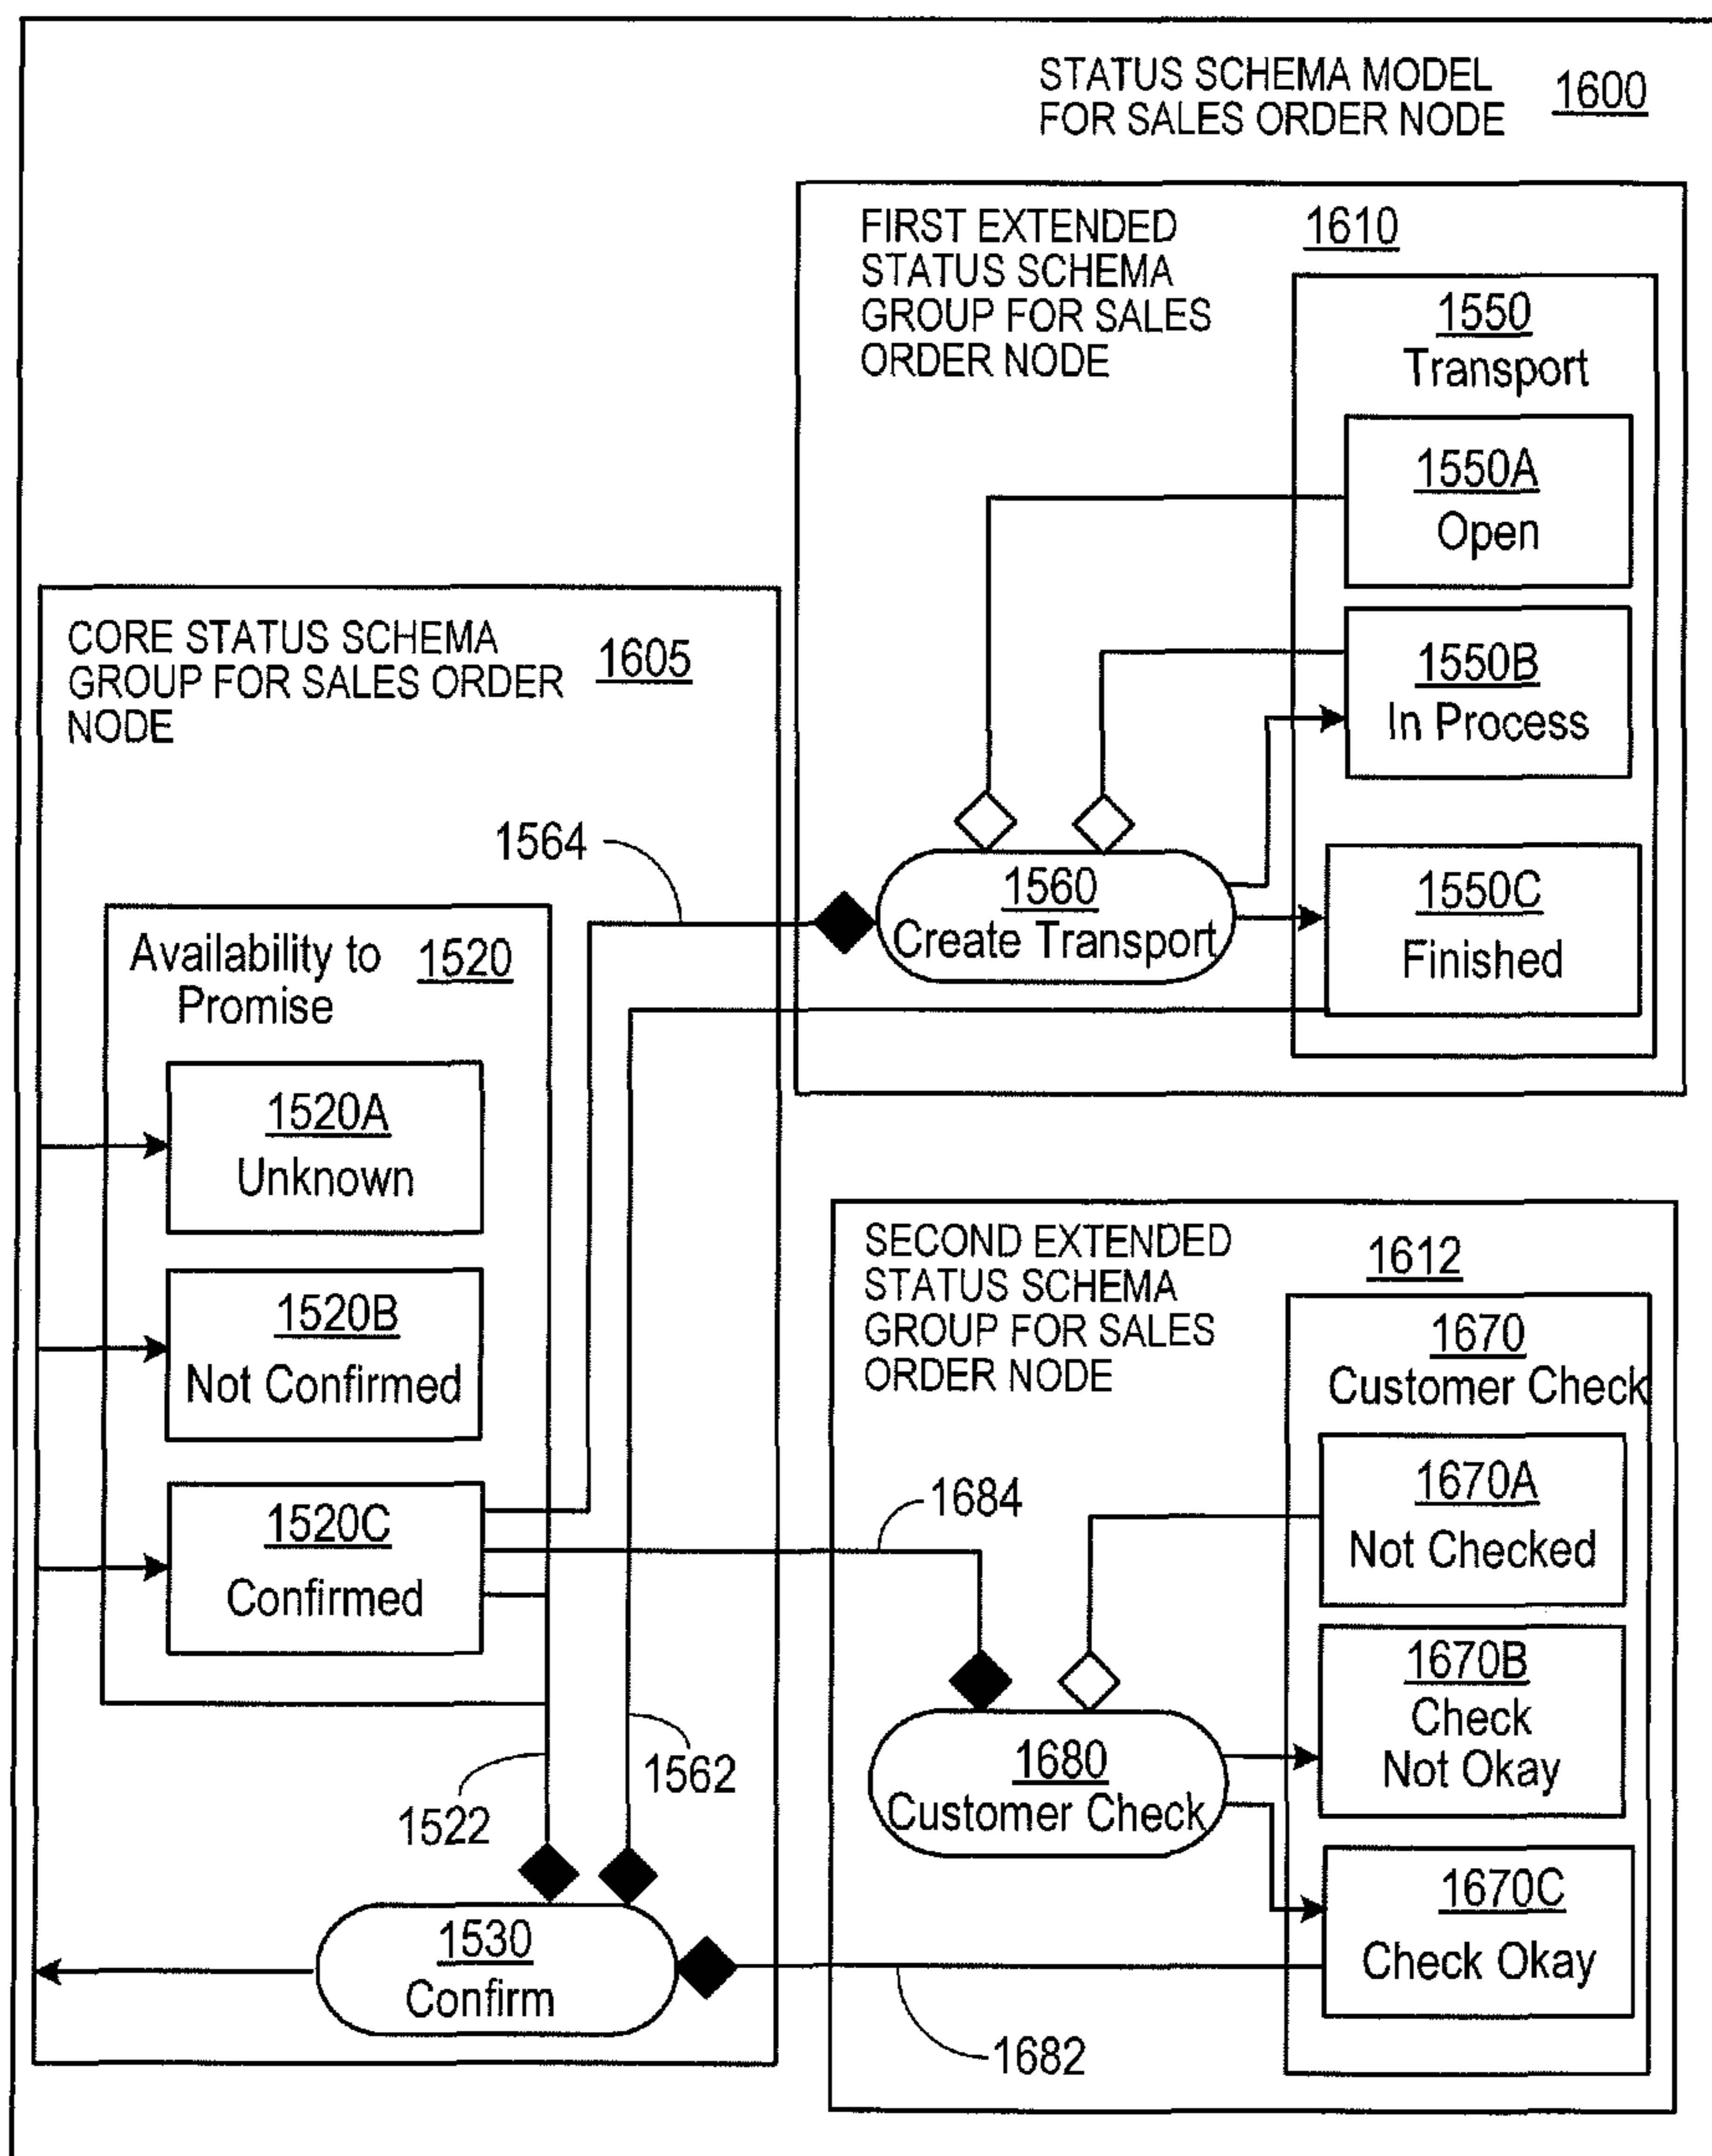 STATUS SCHEMA MODEL
FOR SALES ORDER NODE
1600
FIRST EXTENDED
STATUS SCHEMA
GROUP FOR SALES
ORDER NODE
1610
1550
Transport
1550A
Open
1550B
In Process
1550C
Finished
1560
Create Transport
1564
CORE STATUS SCHEMA
GROUP FOR SALES ORDER
NODE
1605
Availability to
Promise
1520
1520A
Unknown
1520B
Not Confirmed
1520C
Confirmed
1522
1562
1530
Confirm
SECOND EXTENDED
STATUS SCHEMA
GROUP FOR SALES
ORDER NODE
1612
1670
Customer Check
1670A
Not Checked
1670B
Check
Not Okay
1670C
Check Okay
1684
1680
Customer Check
1682